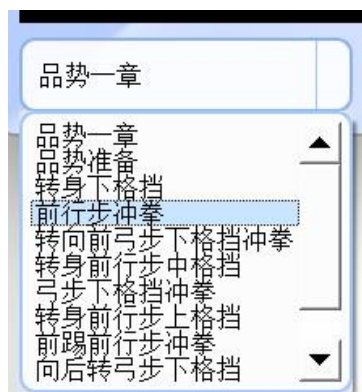 品势一章
品势一章
品势准备
转身下格挡
前行步冲拳
转向前弓步下格挡冲拳
转身前行步中格挡
弓步下格挡冲拳
转身前行步上格挡
前踢前行步冲拳
向后转弓步下格挡